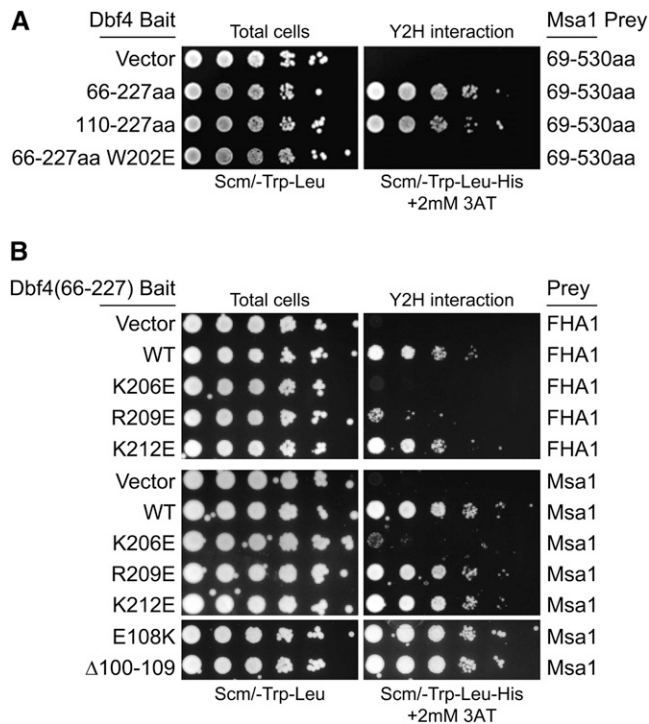 A
Dbf4 Bait Total cells Y2H interaction Msa1 Prey
Vector 69-530aa
66-227aa 69-530aa
110-227aa 69-530aa
66-227aa W202E 69-530aa
Scm/-Trp-Leu Scm/-Trp-Leu-His
+2mM 3AT
B
Dbf4(66-227) Bait Total cells Y2H interaction Prey
Vector FHA1
WT FHA1
K206E FHA1
R209E FHA1
K212E FHA1
Vector Msa1
WT Msa1
K206E Msa1
R209E Msa1
K212E Msa1
E108K Msa1
Δ100-109 Msa1
Scm/-Trp-Leu Scm/-Trp-Leu-His
+2mM 3AT